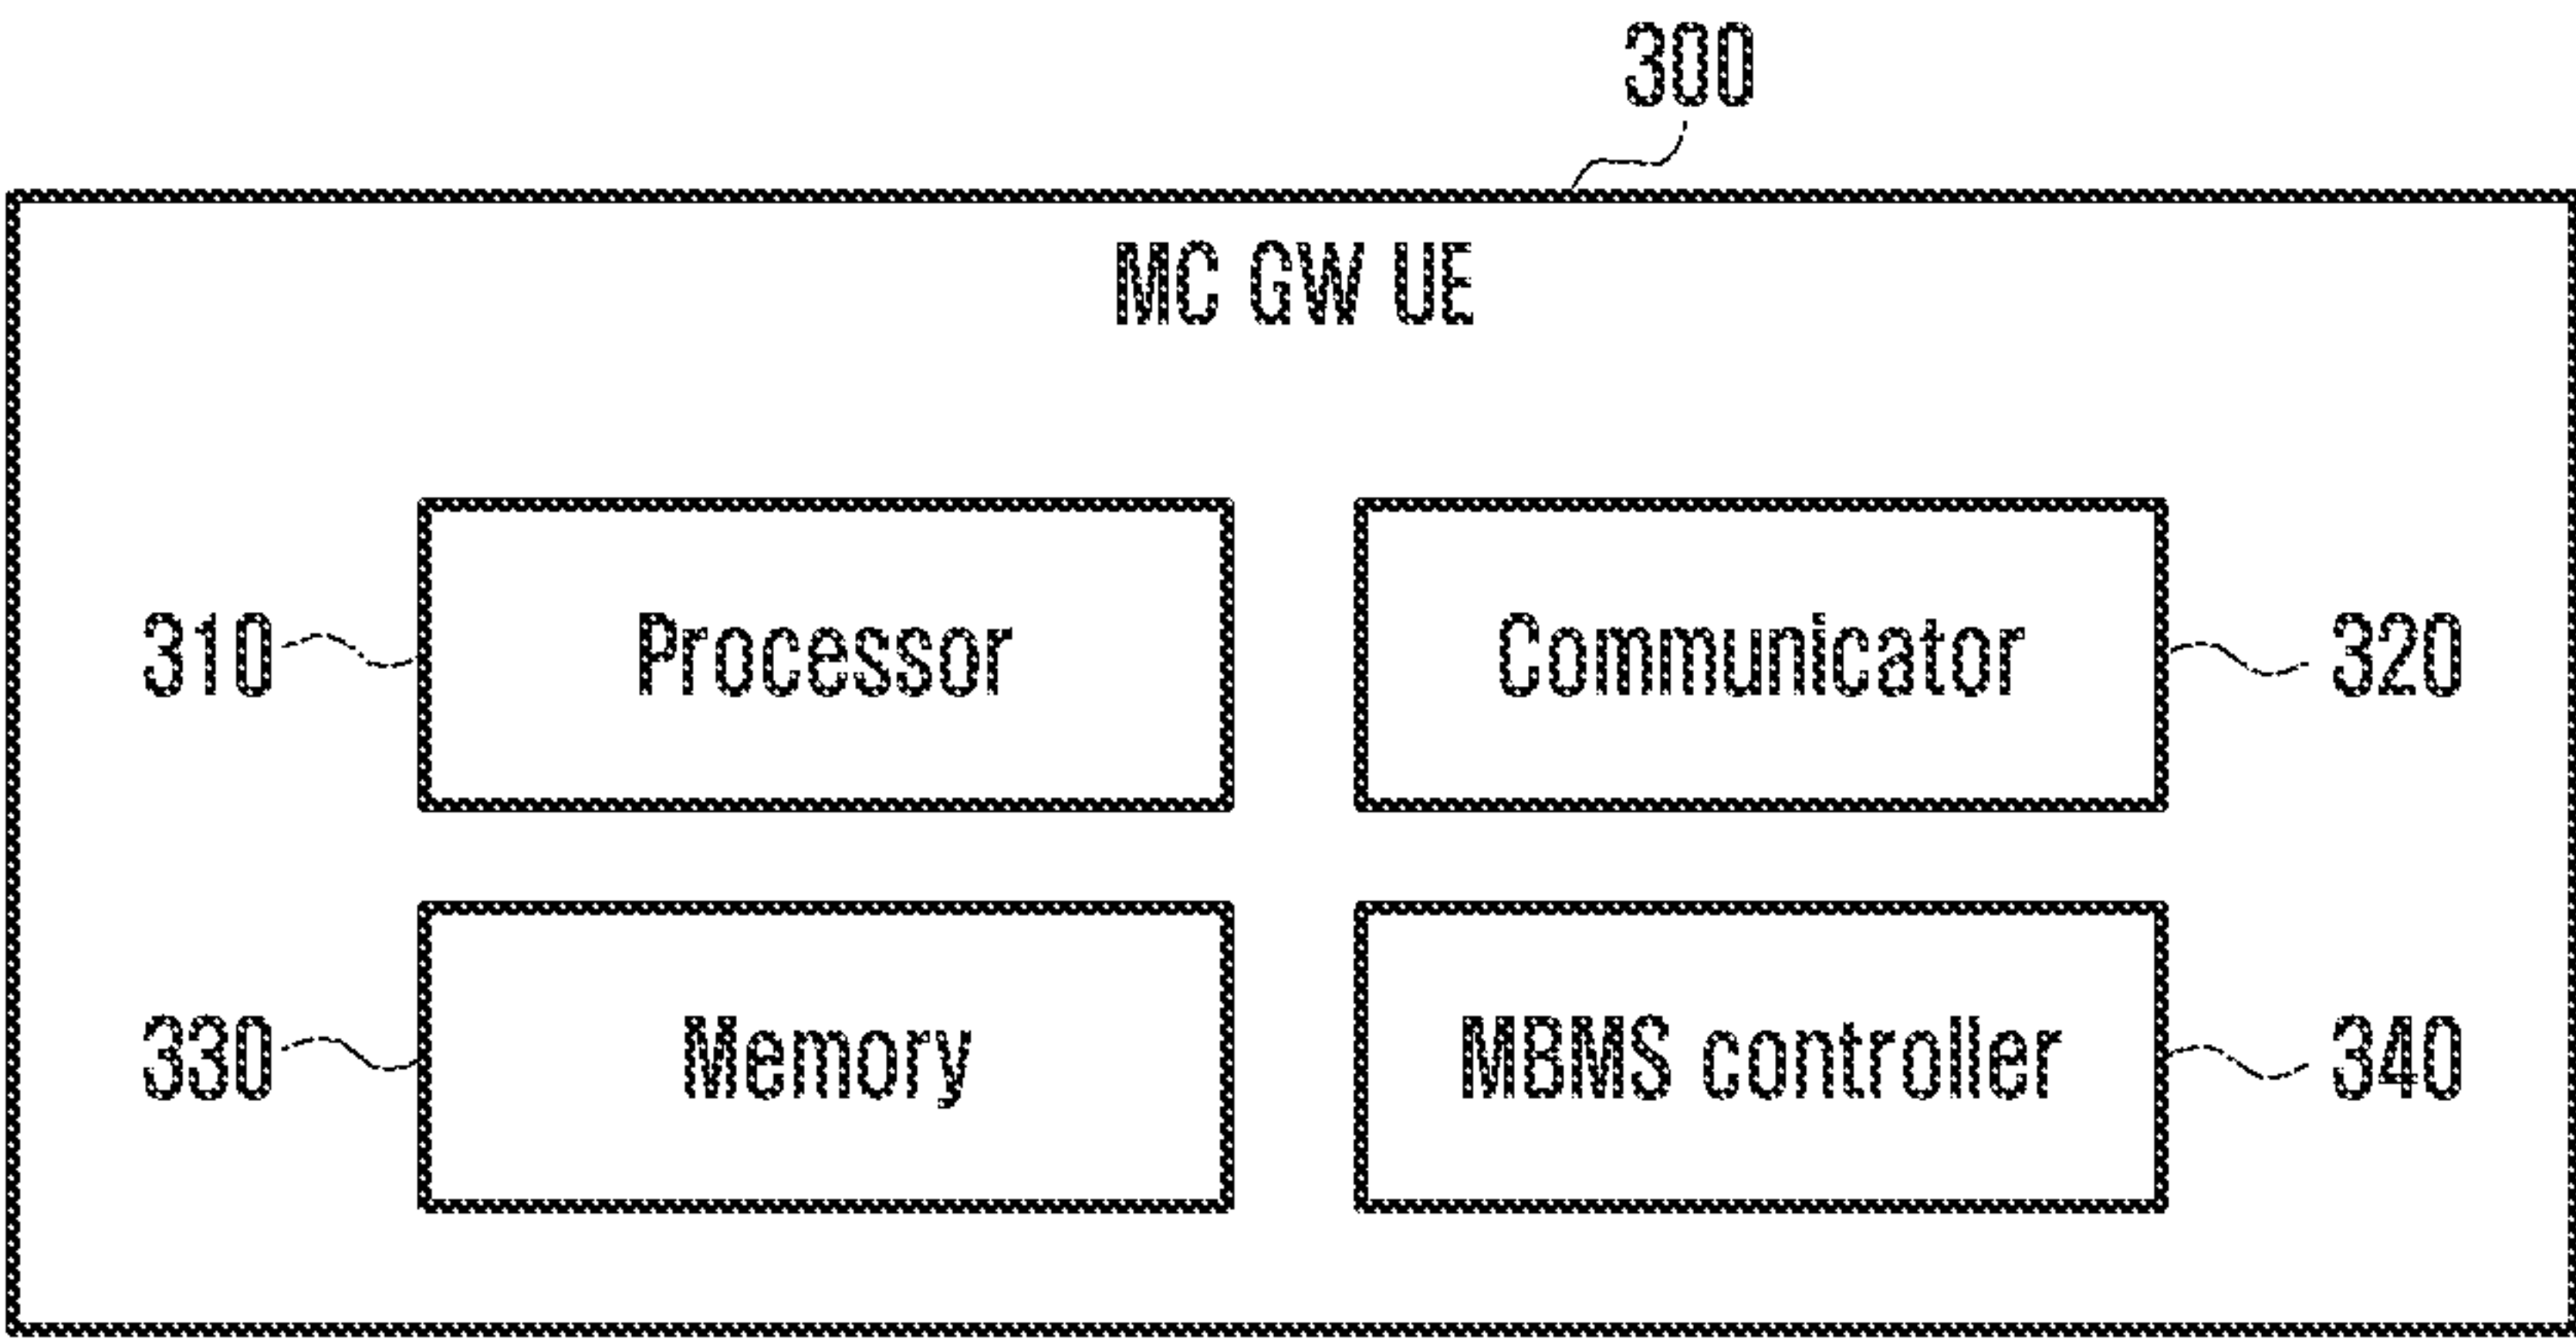 300
MC GW UE
310 Processor Communicator 320
330 Memory MBMS controller 340